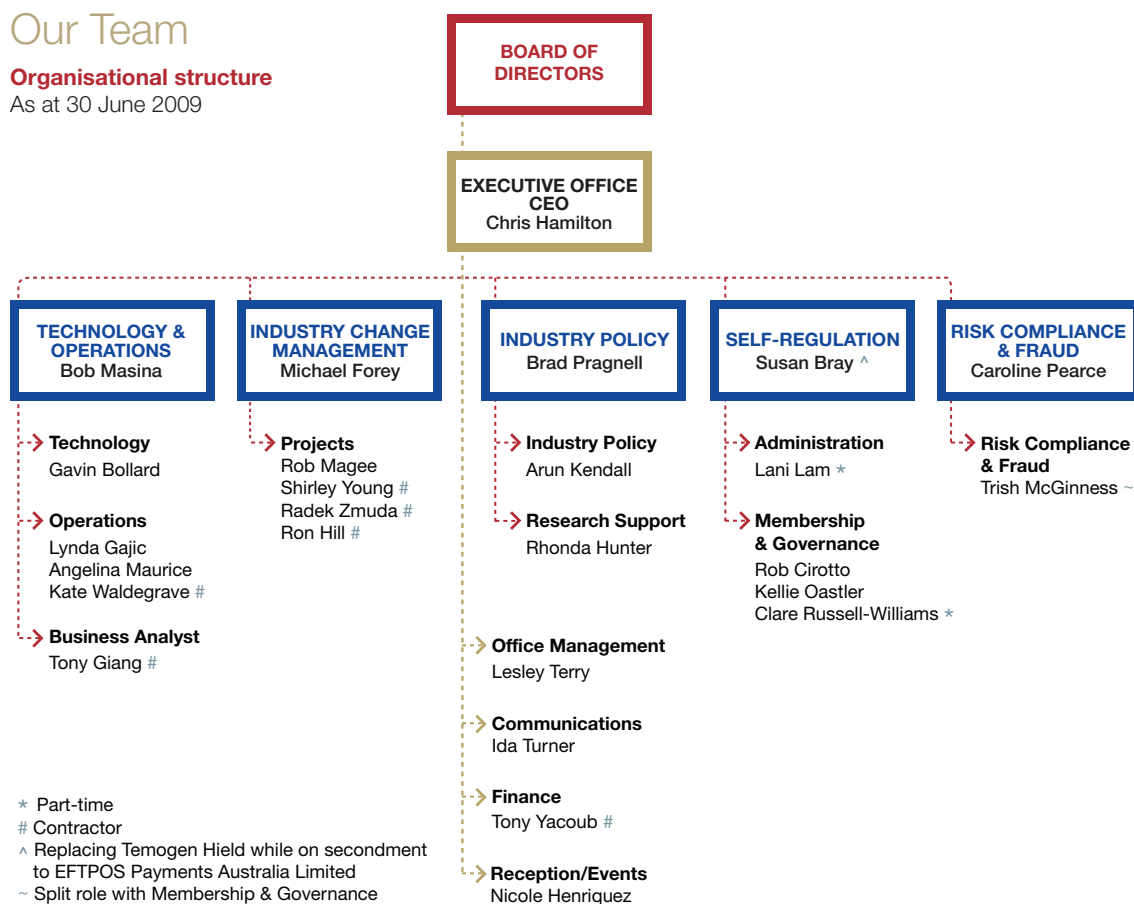 Our Team
Organisational structure
As at 30 June 2009
BOARD OF
DIRECTORS
EXECUTIVE OFFICE
CEO
Chris Hamilton
TECHNOLOGY &
OPERATIONS
Bob Masina
INDUSTRY CHANGE
MANAGEMENT
Michael Forey
INDUSTRY POLICY
Brad Pragnell
SELF-REGULATION
Susan Bray ^
RISK COMPLIANCE
& FRAUD
Caroline Pearce
Technology
Gavin Bollard
Operations
Lynda Gajic
Angelina Maurice
Kate Waldegrave #
Business Analyst
Tony Giang #
Projects
Rob Magee
Shirley Young #
Radek Zmuda #
Ron Hill #
Industry Policy
Arun Kendall
Research Support
Rhonda Hunter
Administration
Lani Lam *
Membership
& Governance
Rob Cirotto
Kellie Oastler
Clare Russell-Williams *
Risk Compliance
& Fraud
Trish McGinness ~
Office Management
Lesley Terry
Communications
Ida Turner
Finance
Tony Yacoub #
Reception/Events
Nicole Henriquez
* Part-time
# Contractor
^ Replacing Temogen Hield while on secondment
to EFTPOS Payments Australia Limited
~ Split role with Membership & Governance